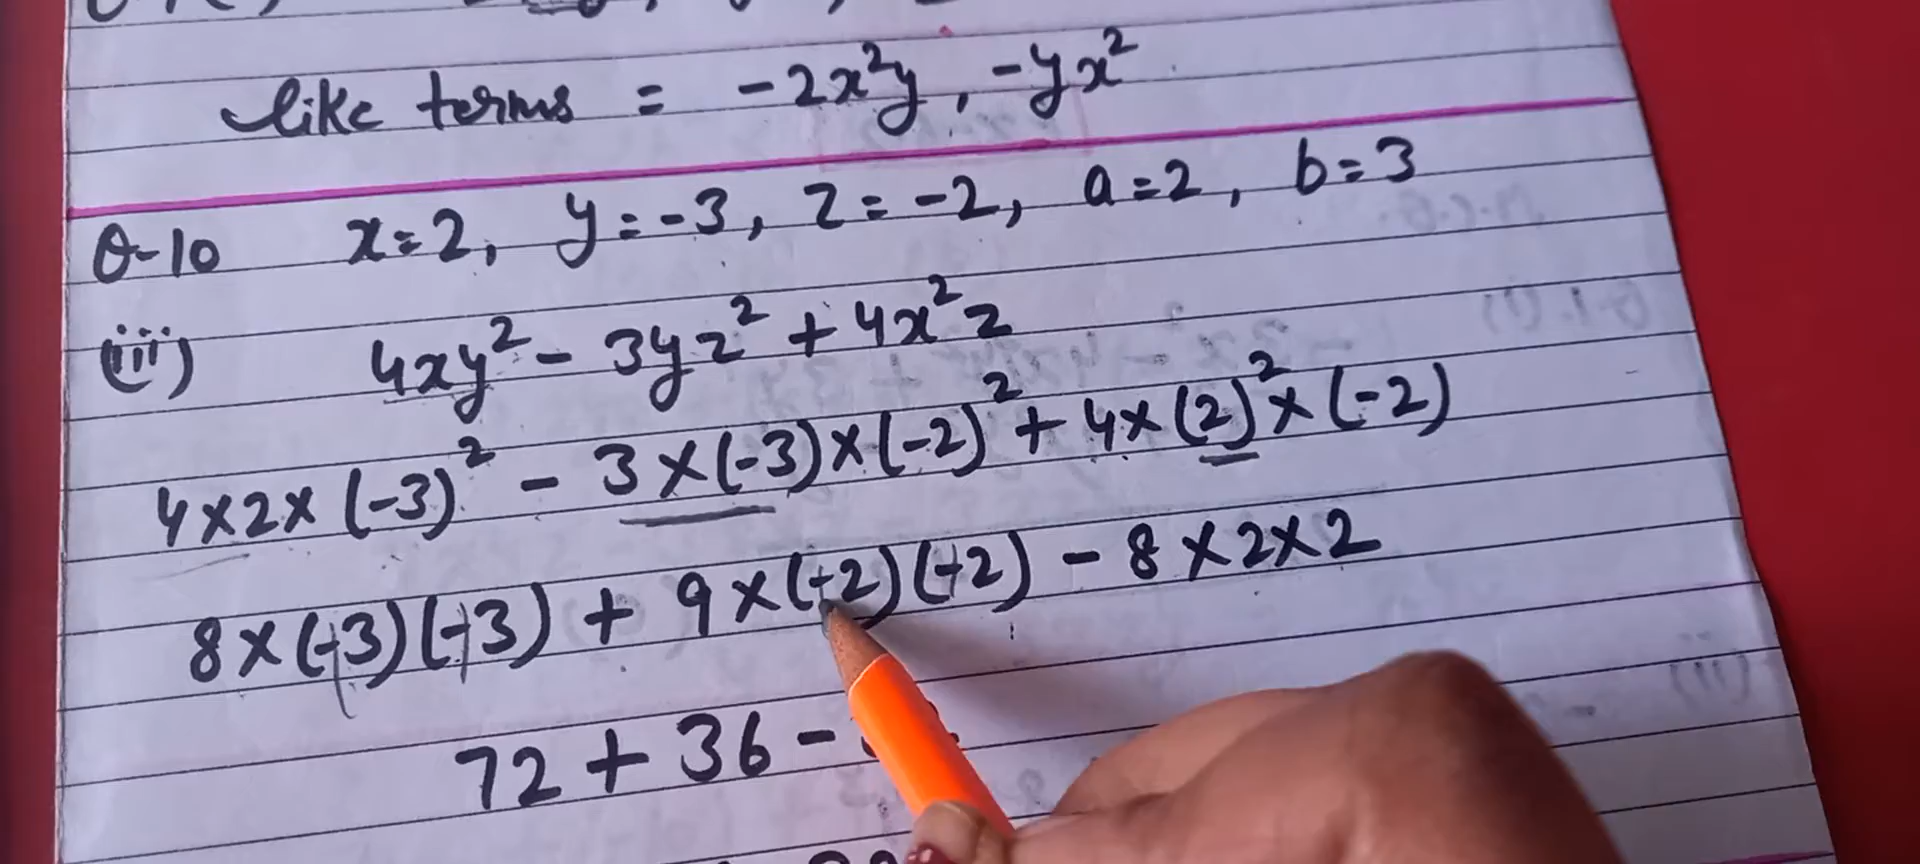 like terms = -2x²y, -yx²
Q-10 x=2, y=-3, z=-2, a=2, b=3
(iii) 4xy² - 3yz² + 4x²z
4×2×(-3)² - 3×(-3)×(-2)² + 4×(2)²×(-2)
8×(-3)(-3) + 9×(-2)(-2) - 8×2×2
72 + 36 -